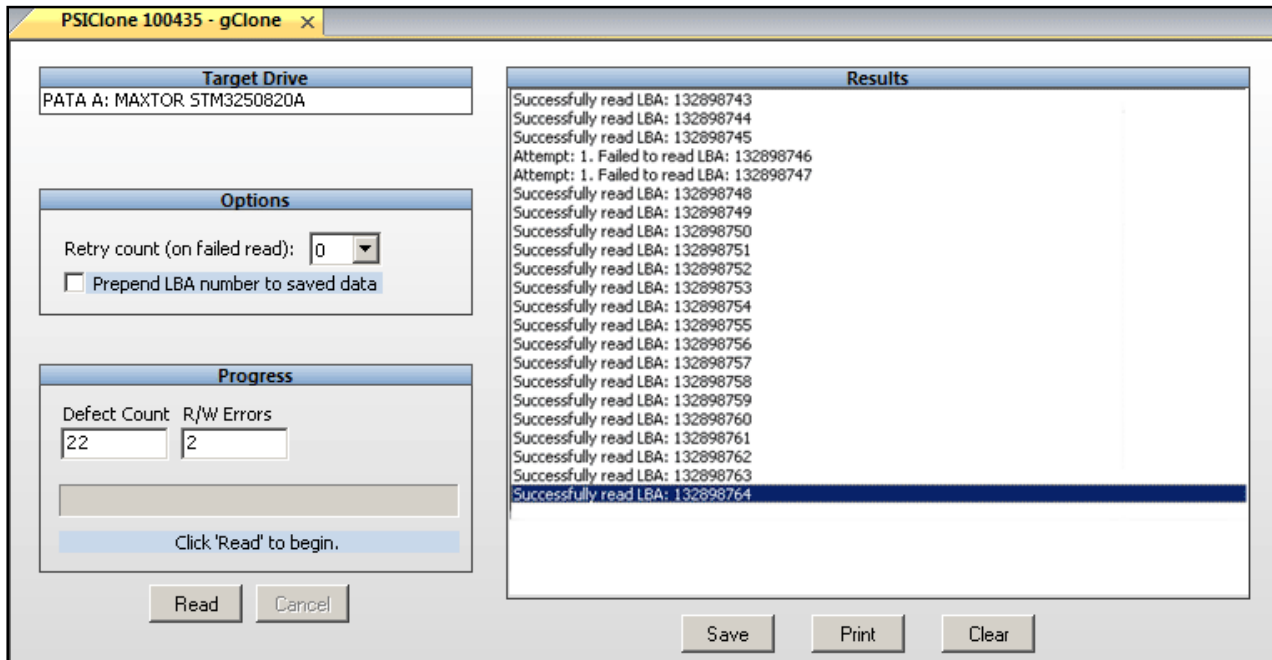 PSIClone 100435 - gClone x
Target Drive
PATA A: MAXTOR STM3250820A
Options
Retry count (on failed read): 0
Prepend LBA number to saved data
Progress
Defect Count R/W Errors
22 2
Click 'Read' to begin.
Read Cancel
Results
Successfully read LBA: 132898743
Successfully read LBA: 132898744
Successfully read LBA: 132898745
Attempt: 1. Failed to read LBA: 132898746
Attempt: 1. Failed to read LBA: 132898747
Successfully read LBA: 132898748
Successfully read LBA: 132898749
Successfully read LBA: 132898750
Successfully read LBA: 132898751
Successfully read LBA: 132898752
Successfully read LBA: 132898753
Successfully read LBA: 132898754
Successfully read LBA: 132898755
Successfully read LBA: 132898756
Successfully read LBA: 132898757
Successfully read LBA: 132898758
Successfully read LBA: 132898759
Successfully read LBA: 132898760
Successfully read LBA: 132898761
Successfully read LBA: 132898762
Successfully read LBA: 132898763
Successfully read LBA: 132898764
Save Print Clear